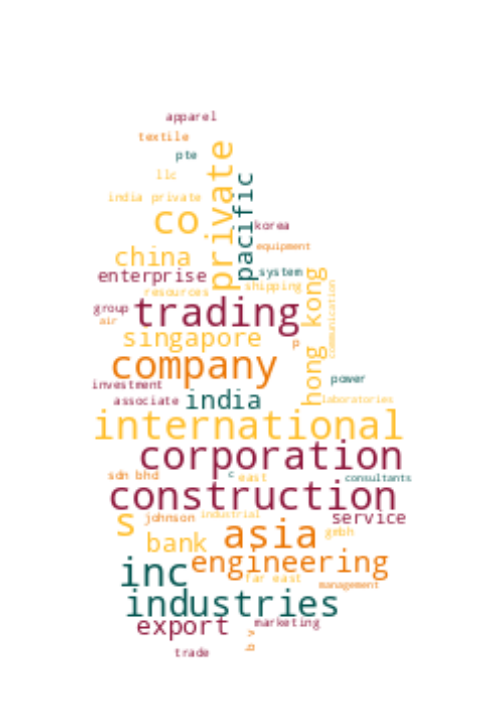 apparel
textile
pte
llc
private
pacific
india private
co
korea
china
equipment
enterprise
system
resources
shipping
hong kong
communication
group
trading
air
singapore
p
company
power
investment
associate
india
laboratories
international
corporation
sdn bhd
c
east
consultants
construction
s
johnson
industrial
service
asia
gmbh
bank
engineering
inc
far east
management
industries
export
marketing
b v
trade